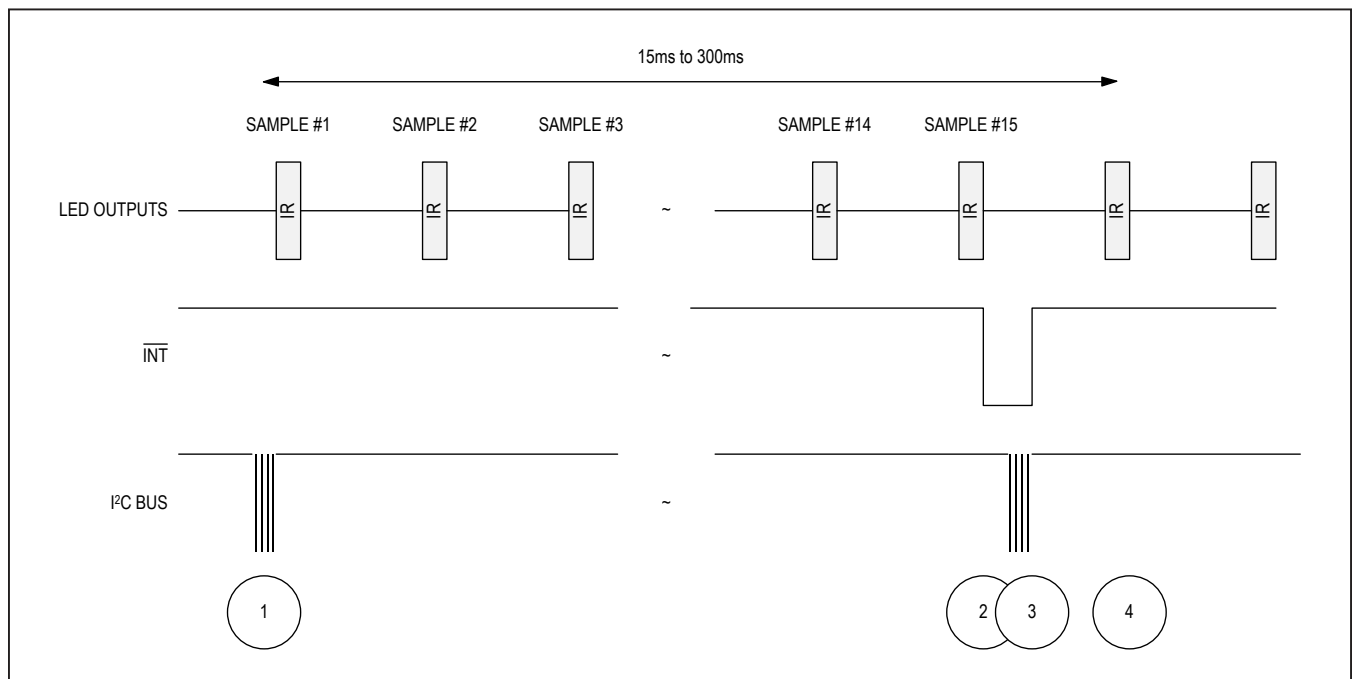 15ms to 300ms
SAMPLE #1 SAMPLE #2 SAMPLE #3 SAMPLE #14 SAMPLE #15
LED OUTPUTS IR IR IR ~ IR IR IR IR
INT ~
I²C BUS ~
1 2 3 4